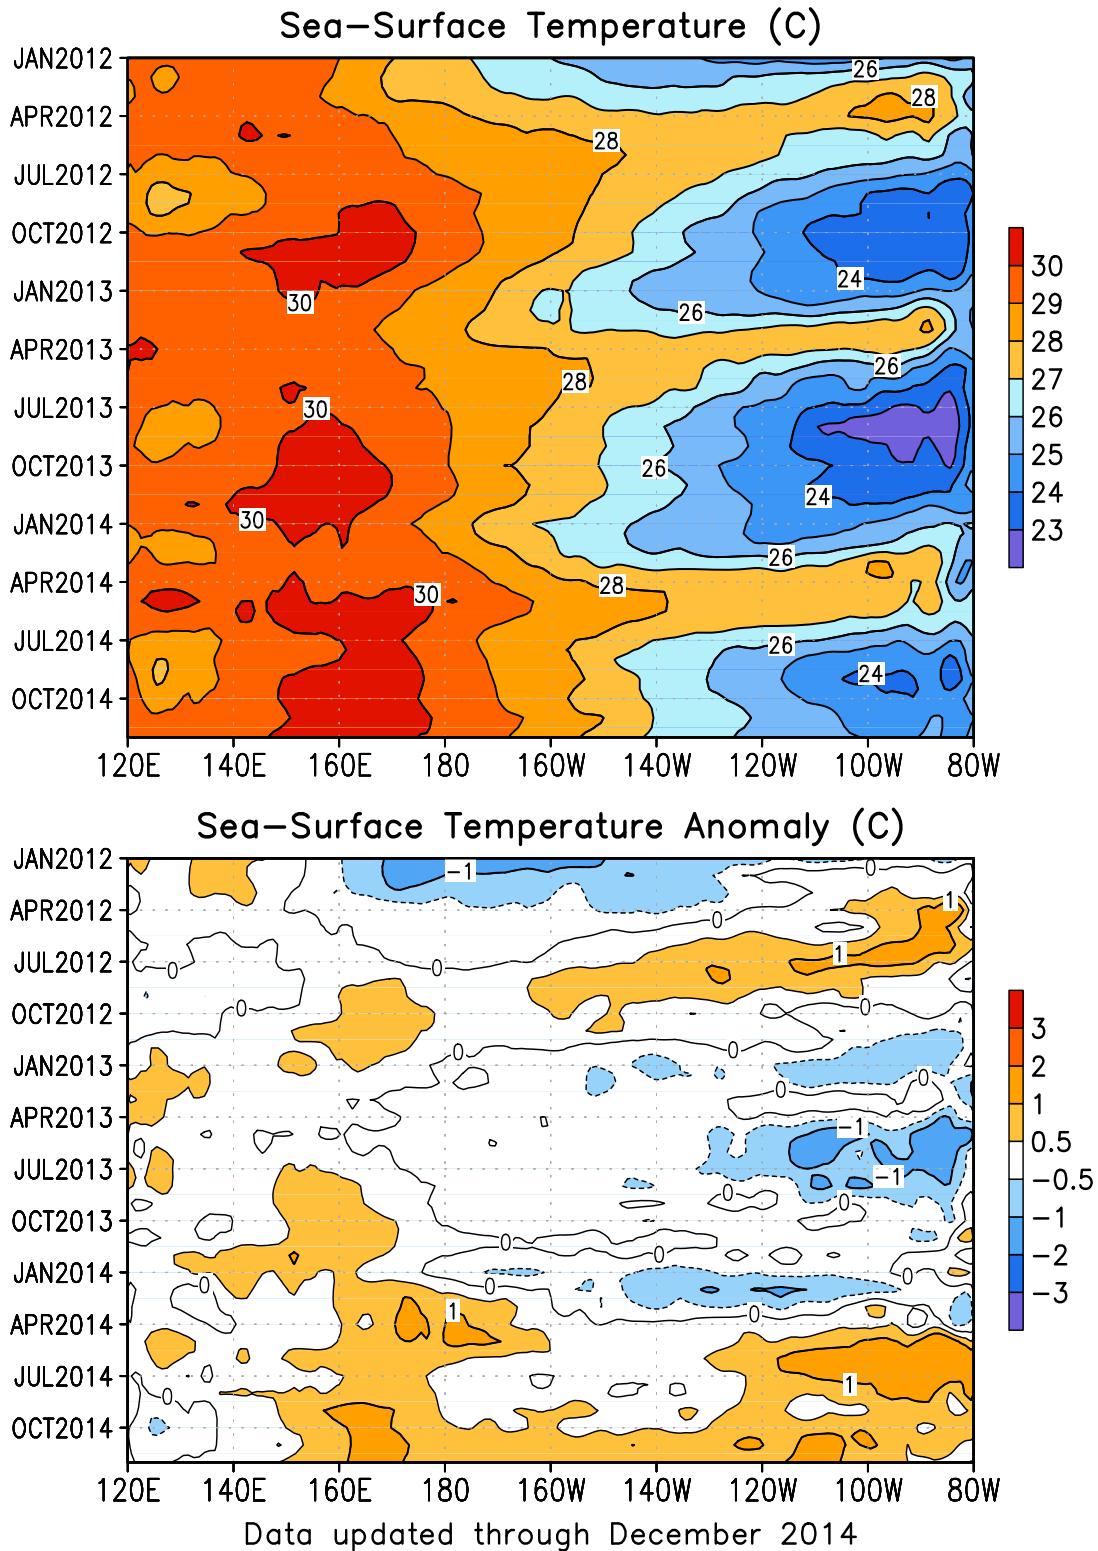 Sea-Surface Temperature (C)
JAN2012
APR2012
JUL2012
OCT2012
JAN2013
APR2013
JUL2013
OCT2013
JAN2014
APR2014
JUL2014
OCT2014
26
28
28
24
30
26
26
28
30
26
24
30
26
28
30
26
24
120E 140E 160E 180 160W 140W 120W 100W 80W
30
29
28
27
26
25
24
23
Sea-Surface Temperature Anomaly (C)
JAN2012
APR2012
JUL2012
OCT2012
JAN2013
APR2013
JUL2013
OCT2013
JAN2014
APR2014
JUL2014
OCT2014
-1
0
1
0
1
0
0
0
0
0
0
0
0
-1
-1
0
0
0
0
0
0
0
1
0
1
0
120E 140E 160E 180 160W 140W 120W 100W 80W
3
2
1
0.5
-0.5
-1
-2
-3
Data updated through December 2014